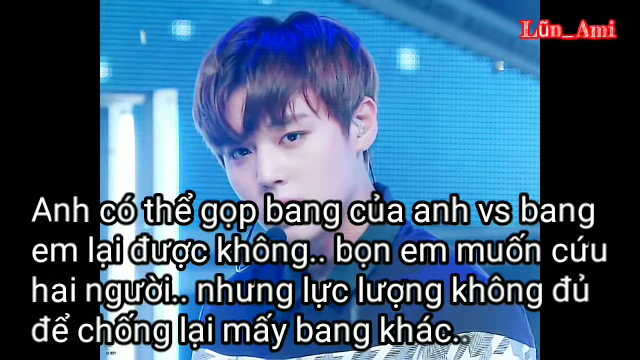 Lũn_Ami
Anh có thể gọp bang của anh vs bang
em lại được không.. bọn em muốn cứu
hai người.. nhưng lực lượng không đủ
để chống lại mấy bang khác..